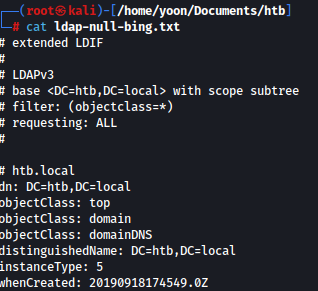 (root㉿kali)-[/home/yoon/Documents/htb]
# cat ldap-null-bing.txt
# extended LDIF
#
# LDAPv3
# base <DC=htb,DC=local> with scope subtree
# filter: (objectclass=*)
# requesting: ALL
#
# htb.local
dn: DC=htb,DC=local
objectClass: top
objectClass: domain
objectClass: domainDNS
distinguishedName: DC=htb,DC=local
instanceType: 5
whenCreated: 20190918174549.0Z